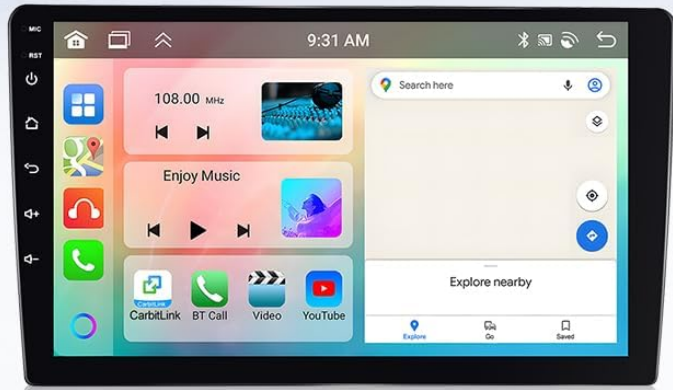 MIC
RST
9:31 AM
108.00 MHz
Enjoy Music
CarbitLink
CarbitLink
BT Call
Video
YouTube
Search here
Explore nearby
Explore
Go
Saved